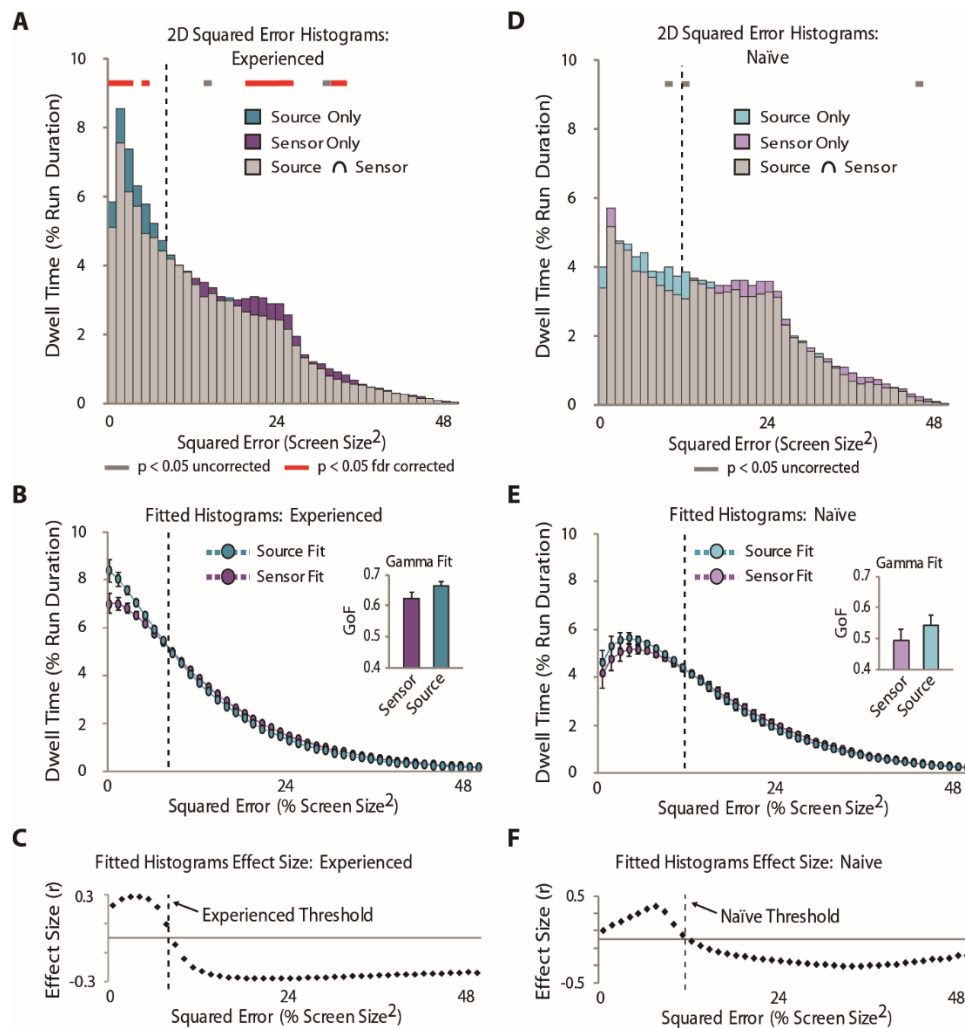 A
2D Squared Error Histograms:
Experienced
Dwell Time (% Run Duration)
10
8
6
4
2
0
Source Only
Sensor Only
Source ∩ Sensor
0
24
48
Squared Error (Screen Size²)
p < 0.05 uncorrected
p < 0.05 fdr corrected
D
2D Squared Error Histograms:
Naïve
Dwell Time (% Run Duration)
10
8
6
4
2
0
Source Only
Sensor Only
Source ∩ Sensor
0
24
48
Squared Error (Screen Size²)
p < 0.05 uncorrected
B
Fitted Histograms: Experienced
Dwell Time (% Run Duration)
10
8
6
4
2
0
Source Fit
Sensor Fit
Gamma Fit
GoF
0.7
0.6
0.5
0.4
Sensor
Source
0
24
48
Squared Error (% Screen Size²)
E
Fitted Histograms: Naïve
Dwell Time (% Run Duration)
10
8
6
4
2
0
Source Fit
Sensor Fit
Gamma Fit
GoF
0.7
0.6
0.5
0.4
Sensor
Source
0
24
48
Squared Error (% Screen Size²)
C
Fitted Histograms Effect Size: Experienced
Effect Size (r)
0.3
-0.3
Experienced Threshold
0
24
48
Squared Error (% Screen Size²)
F
Fitted Histograms Effect Size: Naive
Effect Size (r)
0.5
-0.5
Naïve Threshold
0
24
48
Squared Error (% Screen Size²)